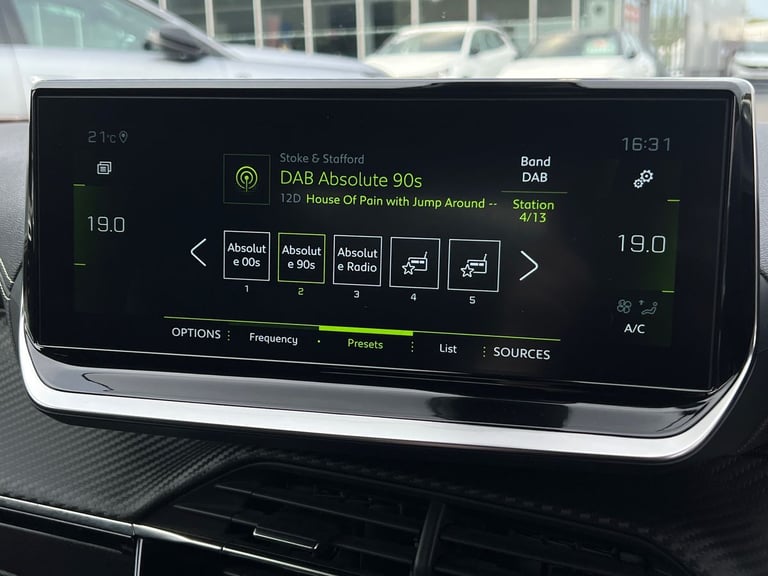 21°C
16:31
Stoke & Stafford
DAB Absolute 90s
12D House Of Pain with Jump Around --
Band
DAB
Station
4/13
19.0
19.0
Absolut
e 00s
Absolut
e 90s
Absolut
e Radio
1
2
3
4
5
A/C
OPTIONS
Frequency
Presets
List
SOURCES